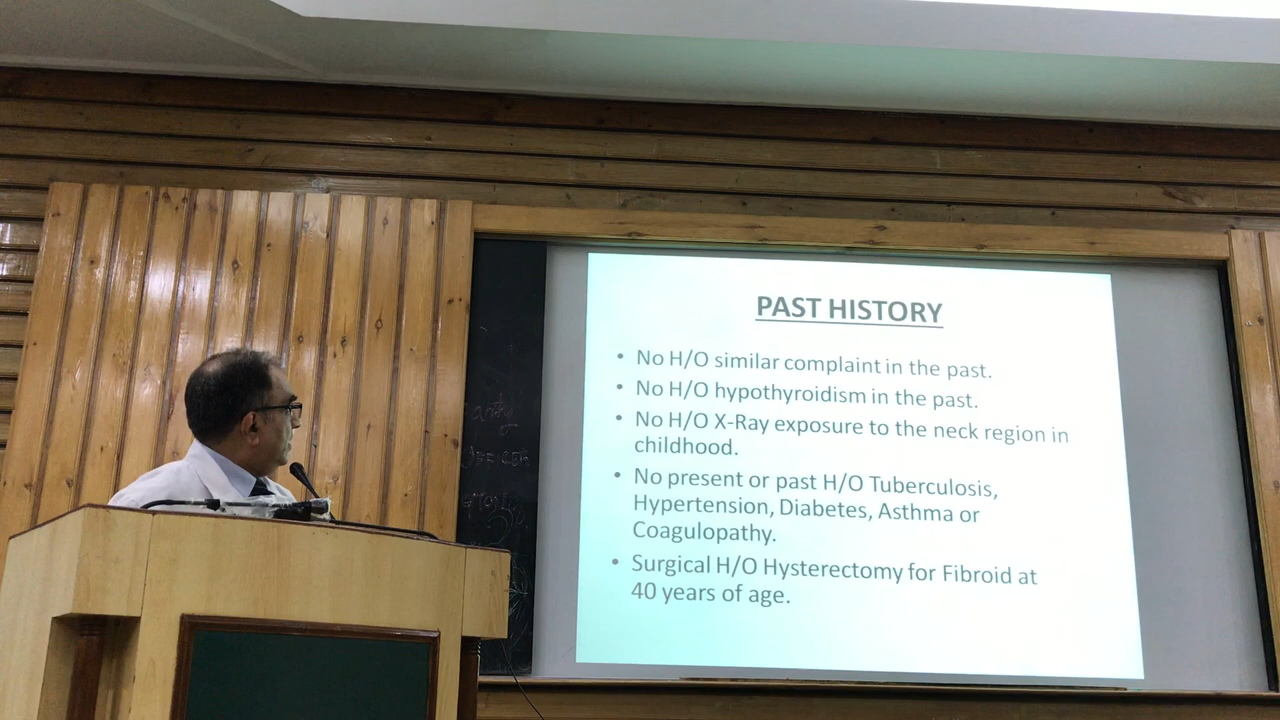 PAST HISTORY
• No H/O similar complaint in the past.
• No H/O hypothyroidism in the past.
• No H/O X-Ray exposure to the neck region in
childhood.
• No present or past H/O Tuberculosis,
Hypertension, Diabetes, Asthma or
Coagulopathy.
• Surgical H/O Hysterectomy for Fibroid at
40 years of age.